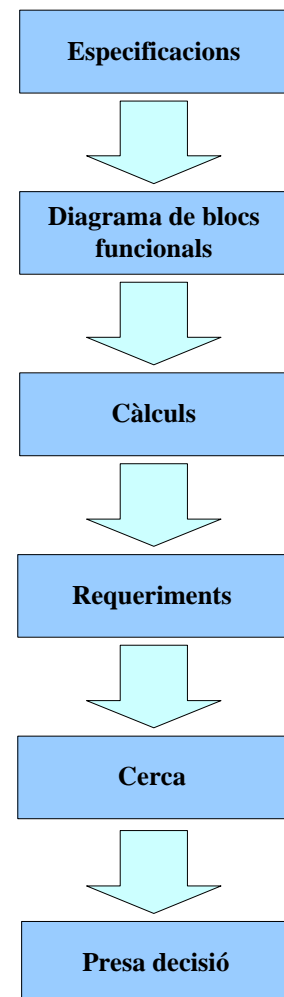 Especificacions
Diagrama de blocs
funcionals
Càlculs
Requeriments
Cerca
Presa decisió